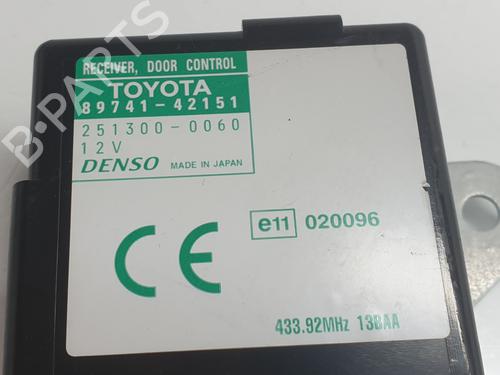 RECEIVER, DOOR CONTROL
TOYOTA
89741-42151
251300-0060
12V
DENSO MADE IN JAPAN
CE
e11 020096
433.92MHz 13BAA
B-PARTS